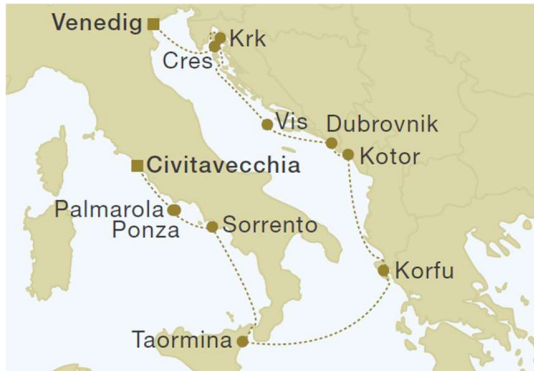 Venedig
Krk
Cres
Vis
Dubrovnik
Kotor
Civitavecchia
Palmarola
Ponza
Sorrento
Korfu
Taormina